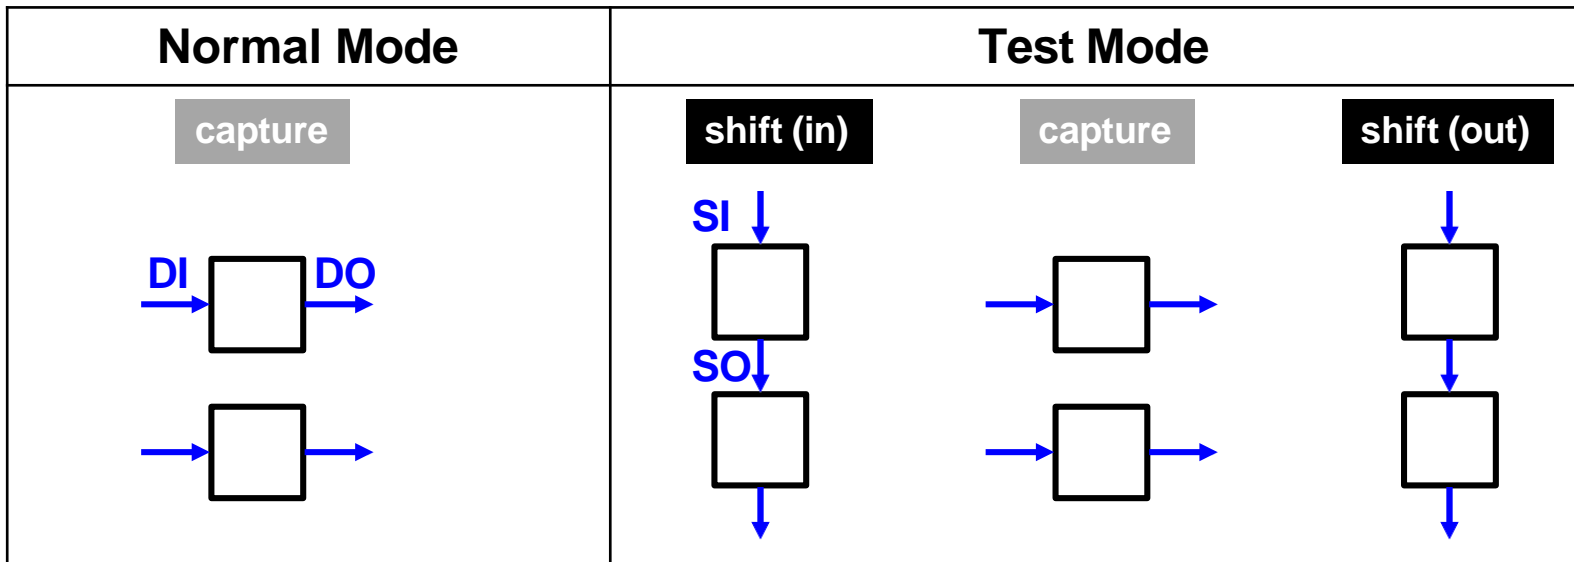 Normal Mode
Test Mode
capture
shift (in)
capture
shift (out)
SI
DI
DO
SO